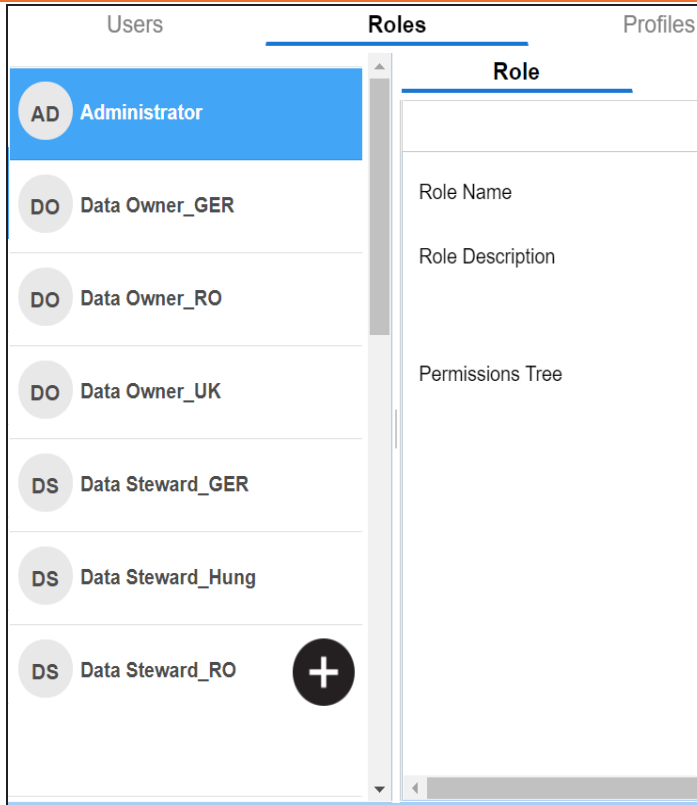 Users Roles Profiles
Role
AD Administrator
DO Data Owner_GER
DO Data Owner_RO
DO Data Owner_UK
DS Data Steward_GER
DS Data Steward_Hung
DS Data Steward_RO
Role Name
Role Description
Permissions Tree